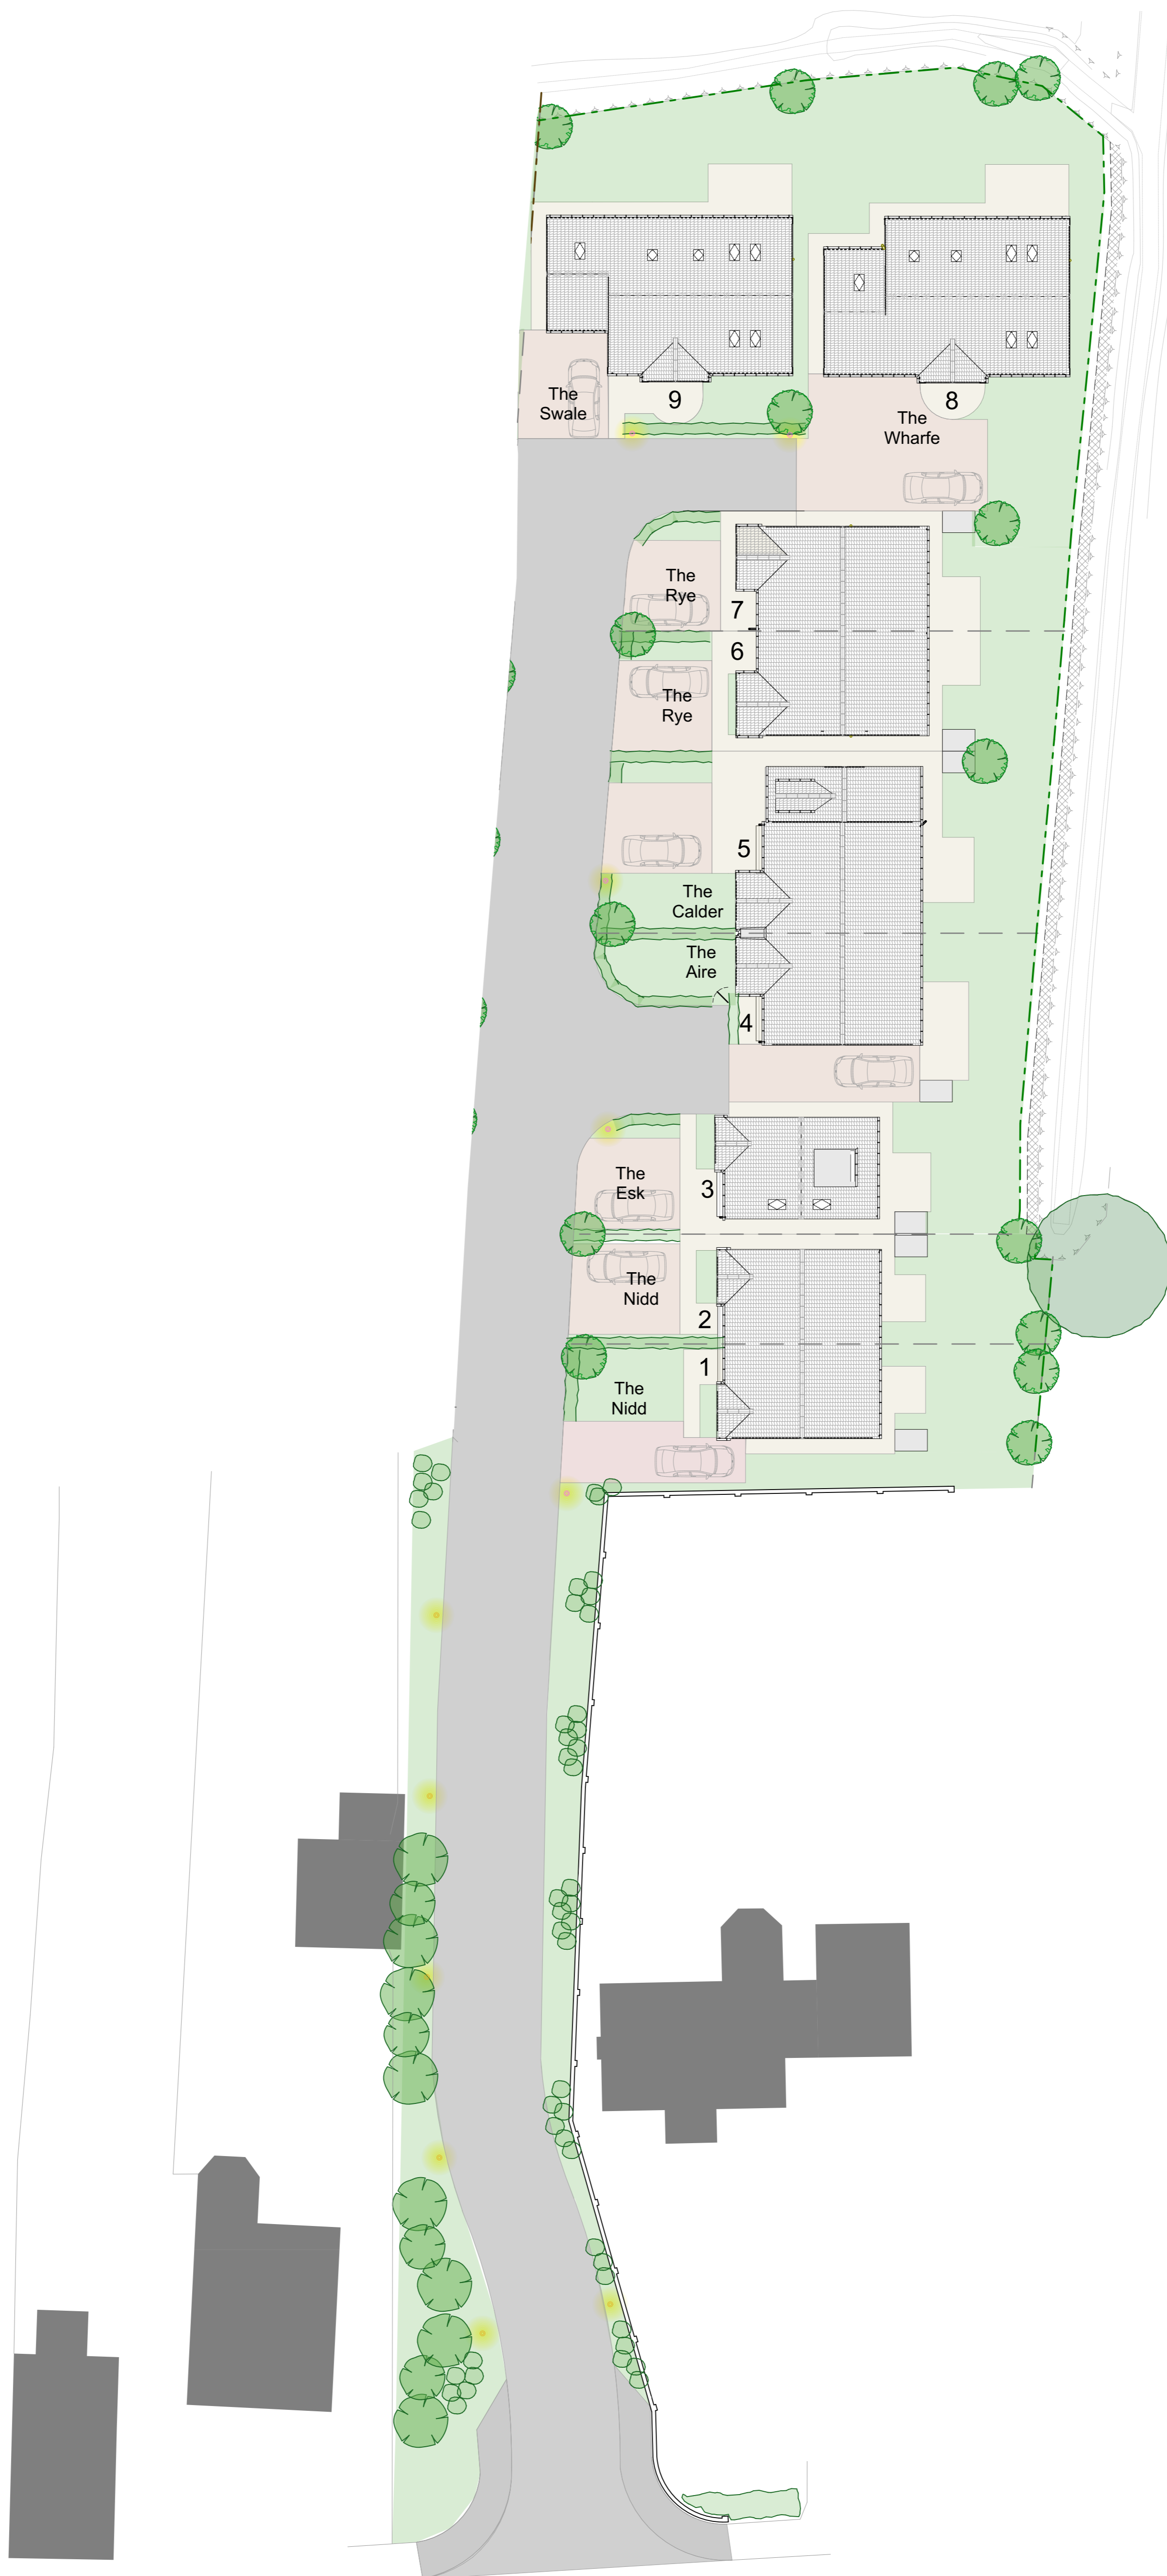 The
Swale
9
8
The
Wharfe
The
Rye
7
6
The
Rye
5
The
Calder
The
Aire
4
The
Esk
3
The
Nidd
2
1
The
Nidd